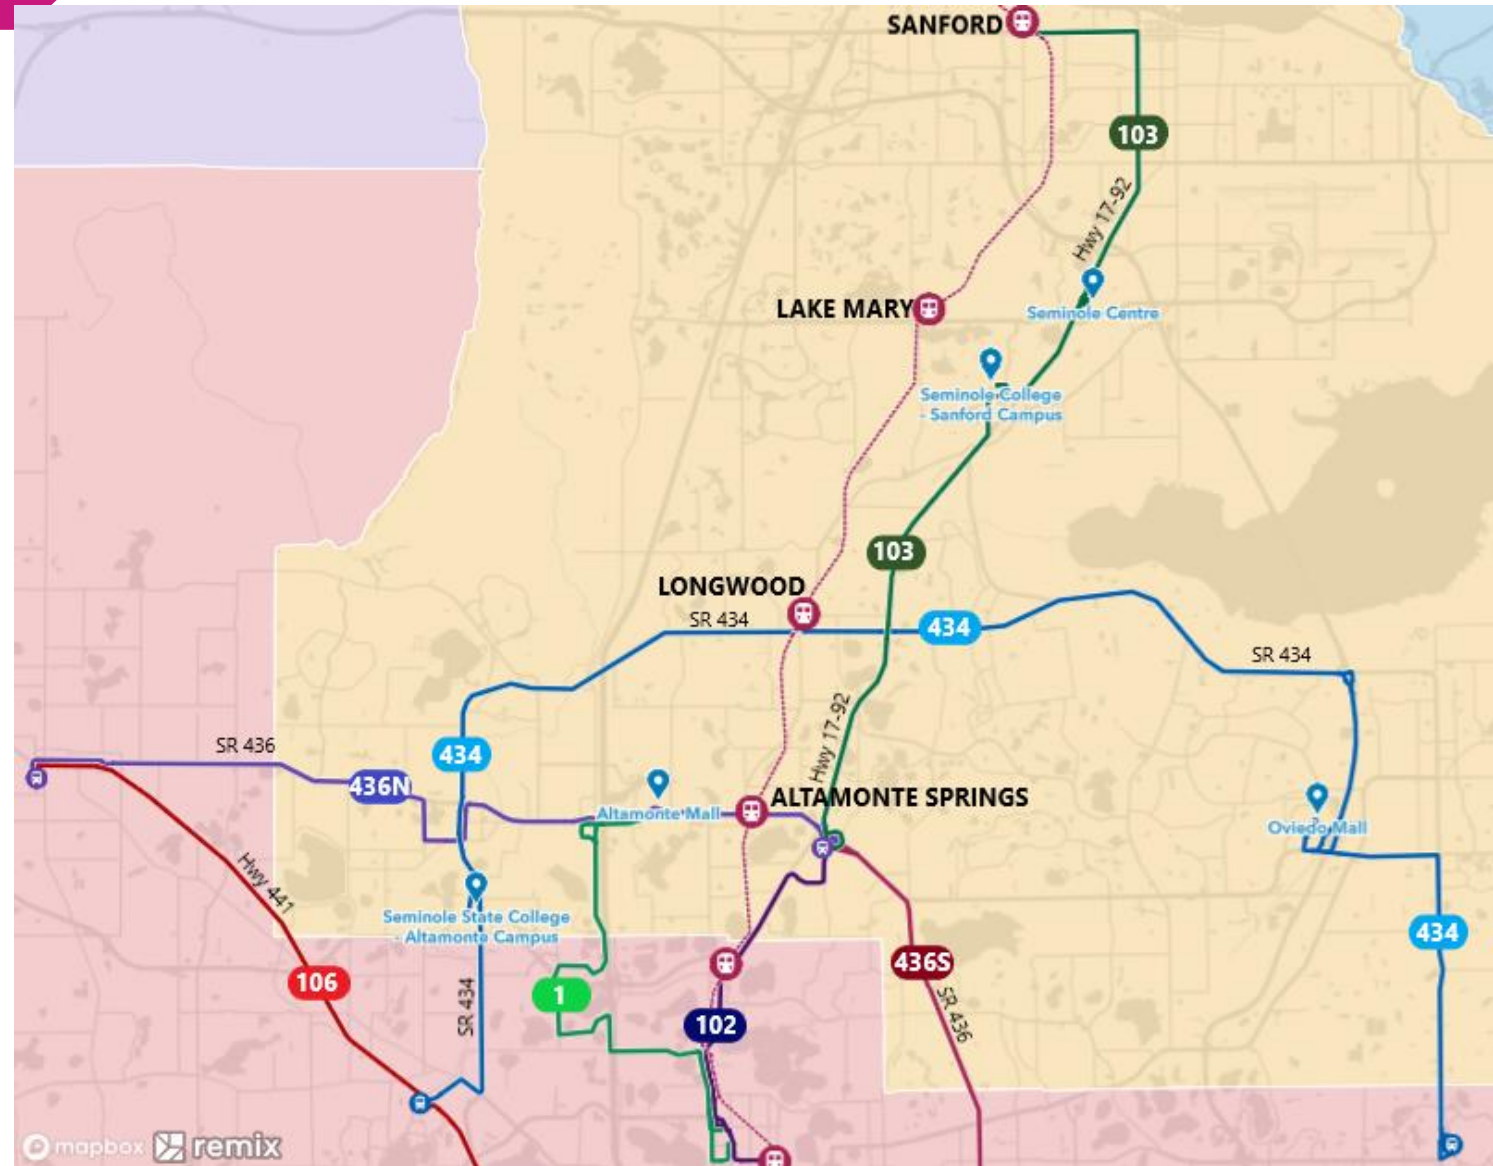 SANFORD
103
Hwy 17-92
LAKE MARY
Seminole Centre
Seminole College
- Sanford Campus
103
LONGWOOD
SR 434
434
SR 434
Hwy 17-92
SR 436
434
436N
Altamonte Mall
ALTAMONTE SPRINGS
Oviedo Mall
Hwy 441
Seminole State College
- Altamonte Campus
434
436S
106
1
SR 434
102
SR 436
mapbox
remix